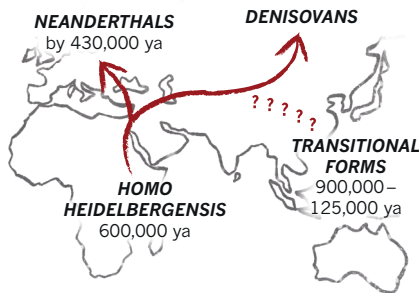 NEANDERTHALS
by 430,000 ya
DENISOVANS
? ? ? ? ?
TRANSITIONAL
FORMS
900,000–
125,000 ya
HOMO
HEIDELBERGENSIS
600,000 ya